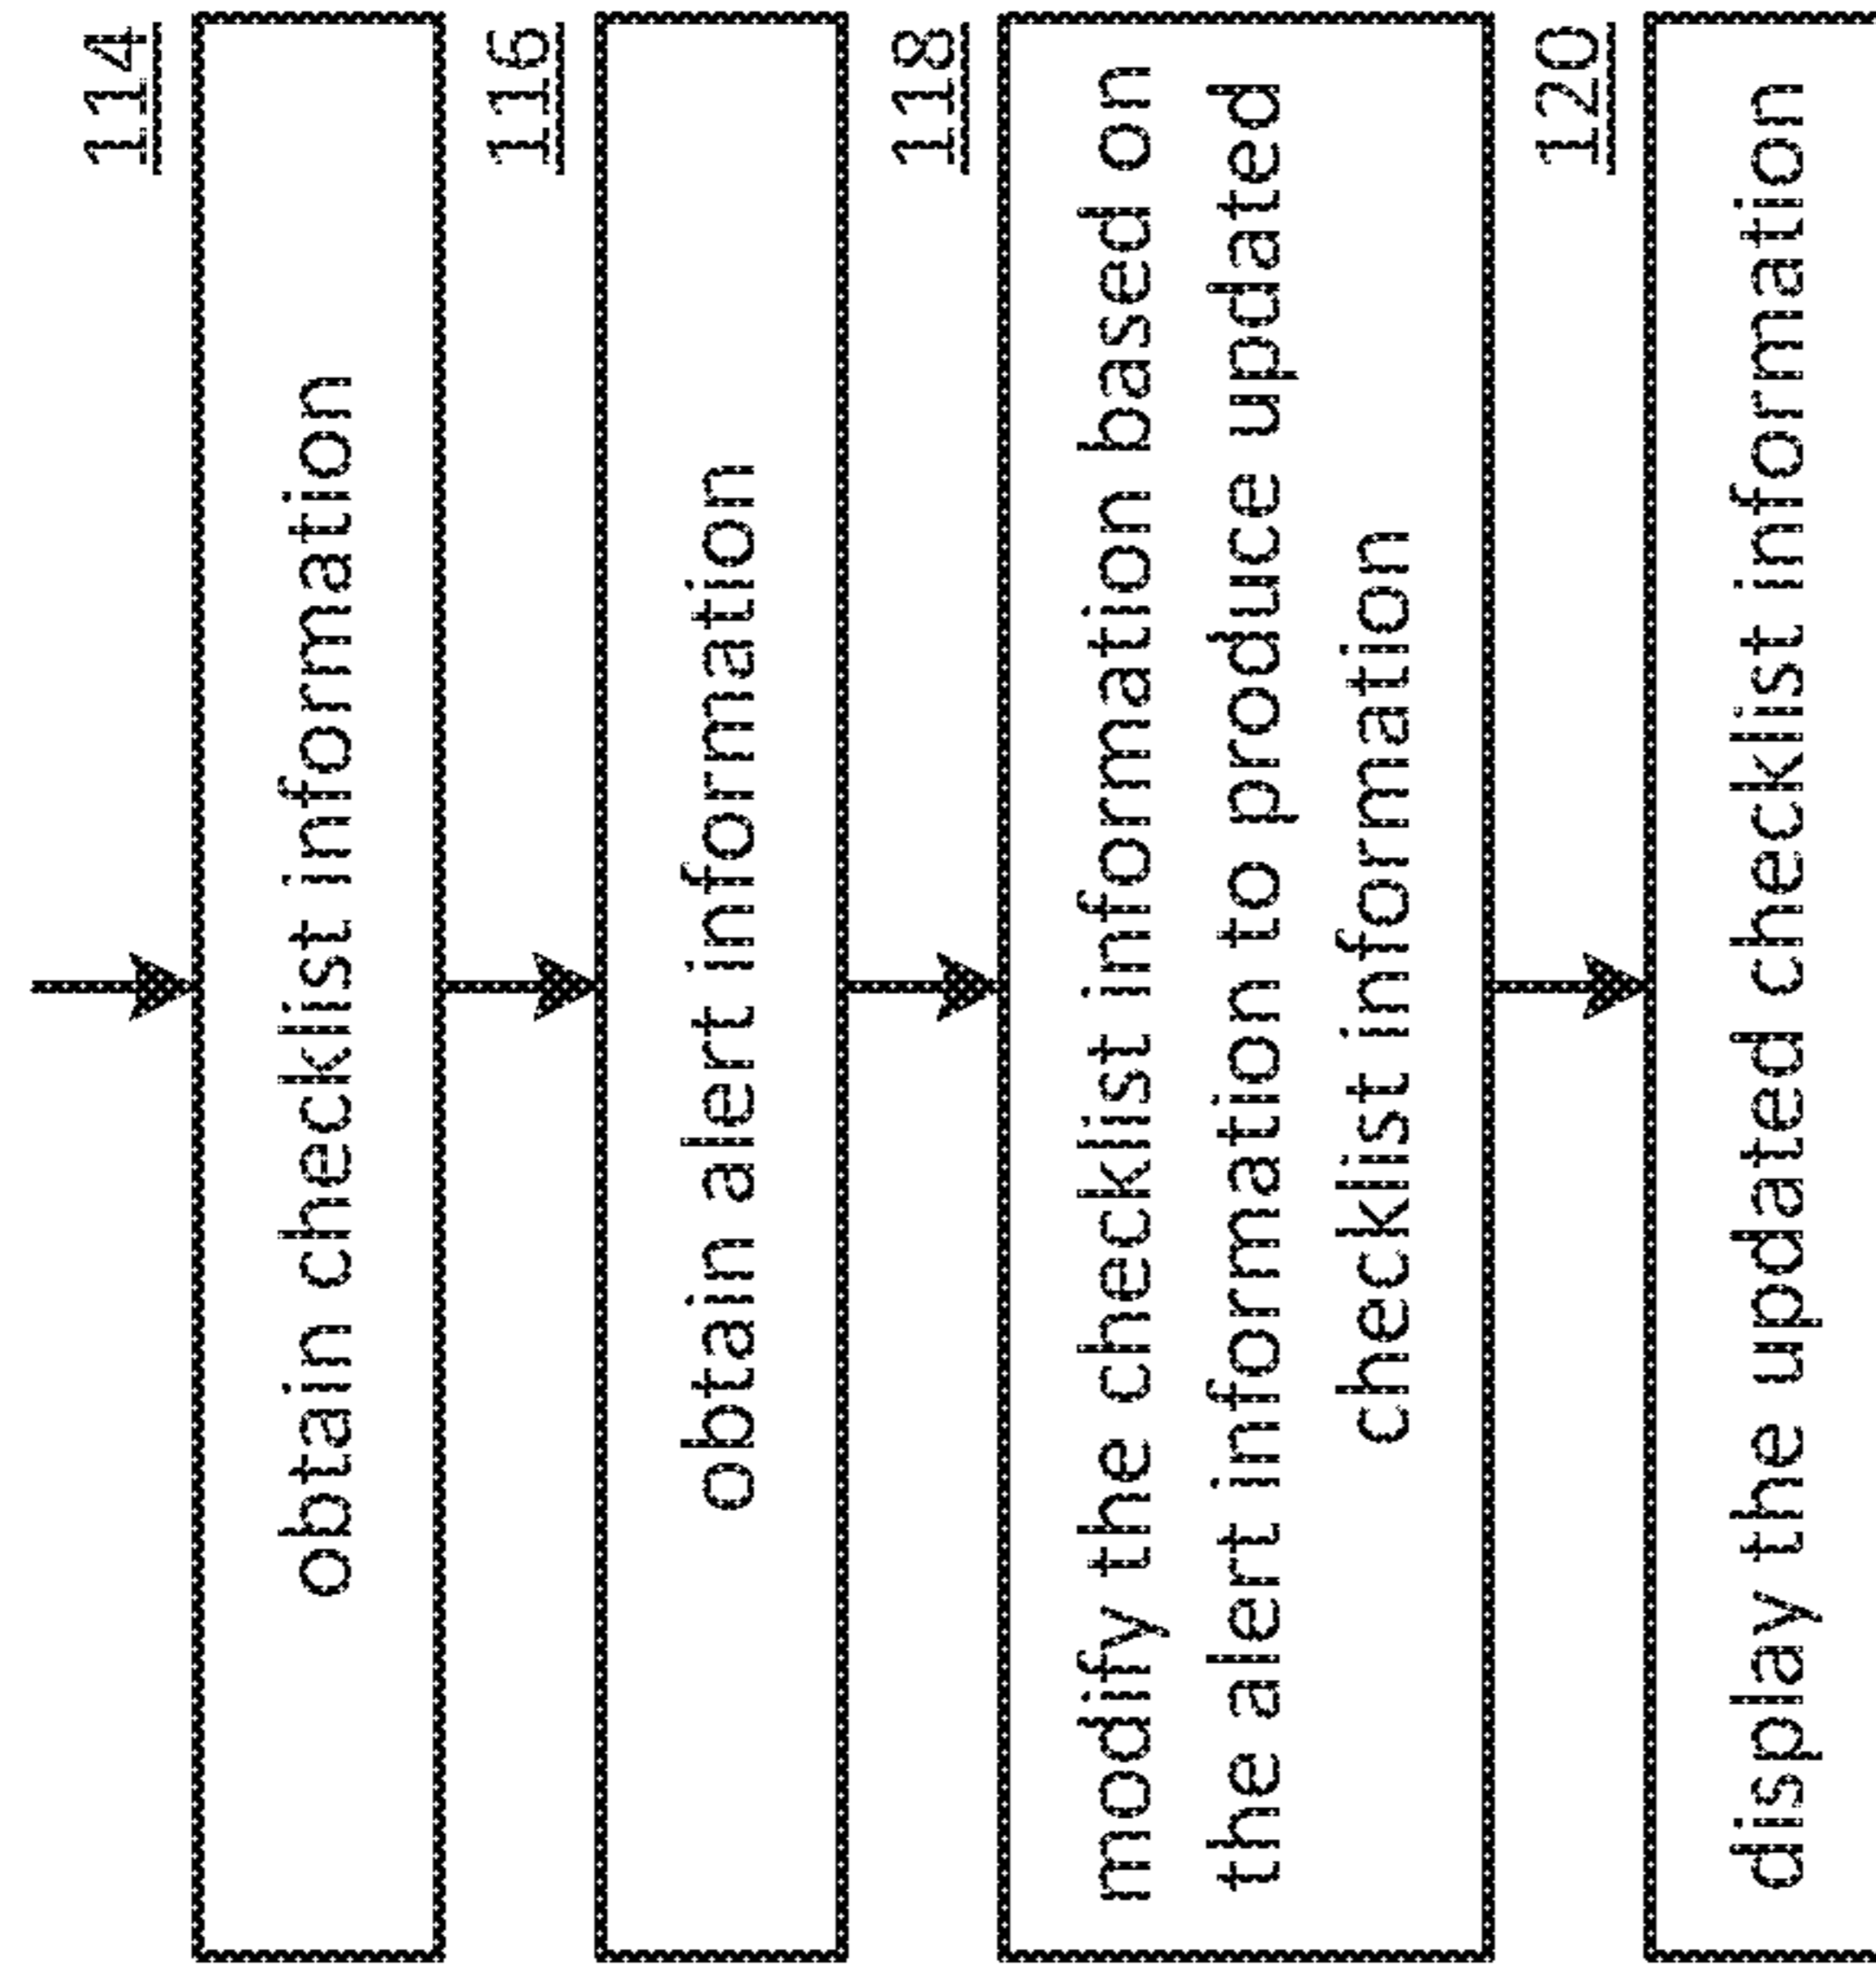 114
obtain checklist information
116
obtain alert information
118
modify the checklist information based on
the alert information to produce updated
checklist information
120
display the updated checklist information